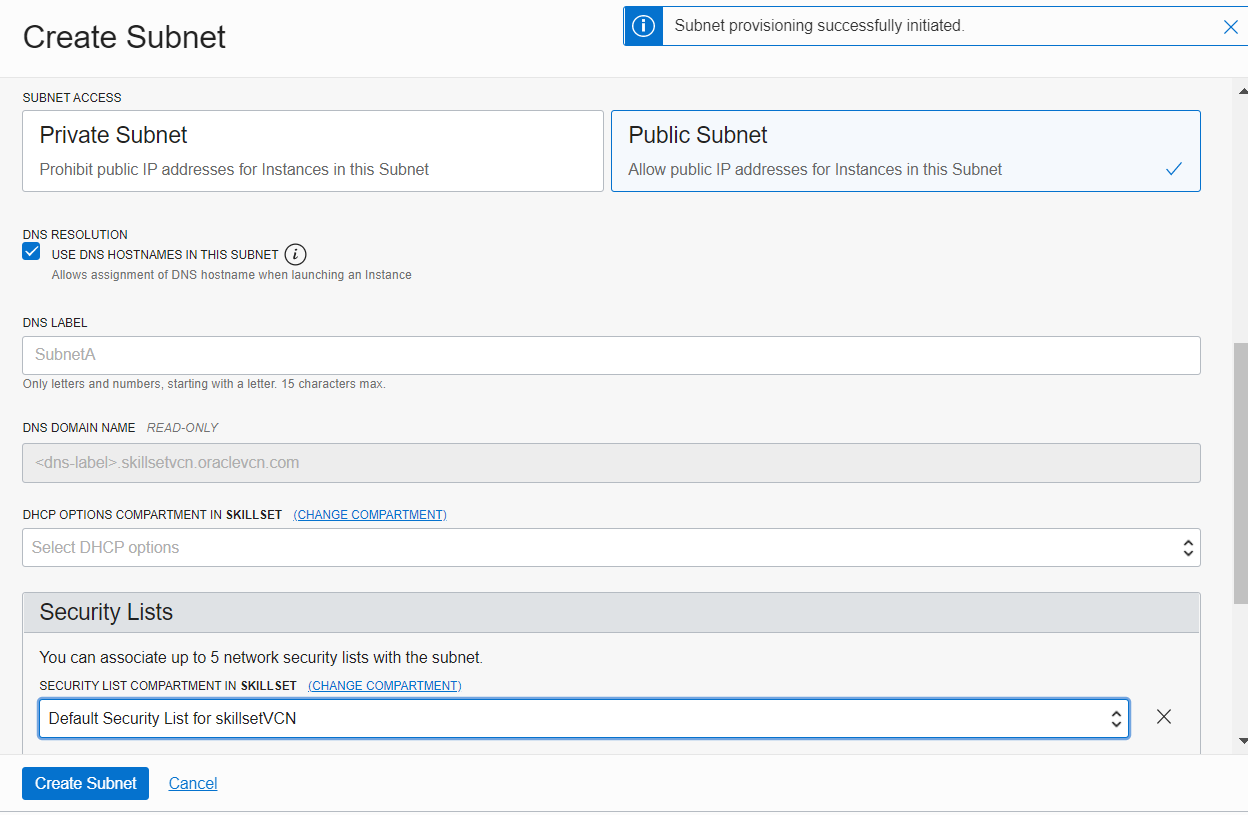 Create Subnet
Subnet provisioning successfully initiated.
SUBNET ACCESS
Private Subnet
Prohibit public IP addresses for Instances in this Subnet
Public Subnet
Allow public IP addresses for Instances in this Subnet
DNS RESOLUTION
USE DNS HOSTNAMES IN THIS SUBNET
Allows assignment of DNS hostname when launching an Instance
DNS LABEL
SubnetA
Only letters and numbers, starting with a letter. 15 characters max.
DNS DOMAIN NAME READ-ONLY
<dns-label>.skillsetvcn.oraclevcn.com
DHCP OPTIONS COMPARTMENT IN SKILLSET (CHANGE COMPARTMENT)
Select DHCP options
Security Lists
You can associate up to 5 network security lists with the subnet.
SECURITY LIST COMPARTMENT IN SKILLSET (CHANGE COMPARTMENT)
Default Security List for skillsetVCN
Create Subnet Cancel